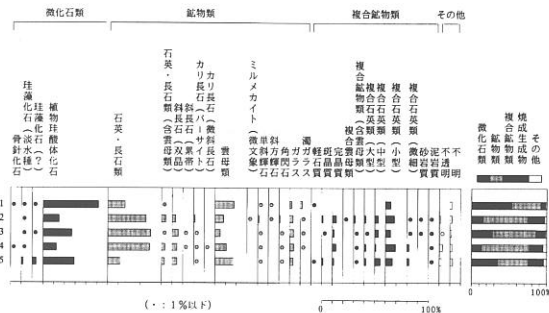 微化石類
鉱物類
複合鉱物類
その他
骨針化石
珪藻化石(淡水種)
珪藻化石(?)
植物珪酸体化石
石英・長石類
石英・長石類(含雲母)
斜長石(双晶)
斜長石(累帯)
カリ長石(パーサイト)
カリ長石(微斜長石)
雲母類
ミルメカイト(微文象)
単斜輝石
斜方輝石
角閃石
ガラス
濁ガラス
軽石質
斑晶質
完晶質
複合雲母類
複合鉱物類(含雲母類)
複合石英類(大型)
複合石英類(中型)
複合石英類(小型)
複合石英類(微細)
砂岩質
泥岩質
不透明
不明
微化石類
鉱物類
複合鉱物類
焼成生成物
その他
1
2
3
4
5
(・:1%以下)
0
100%
0
100%